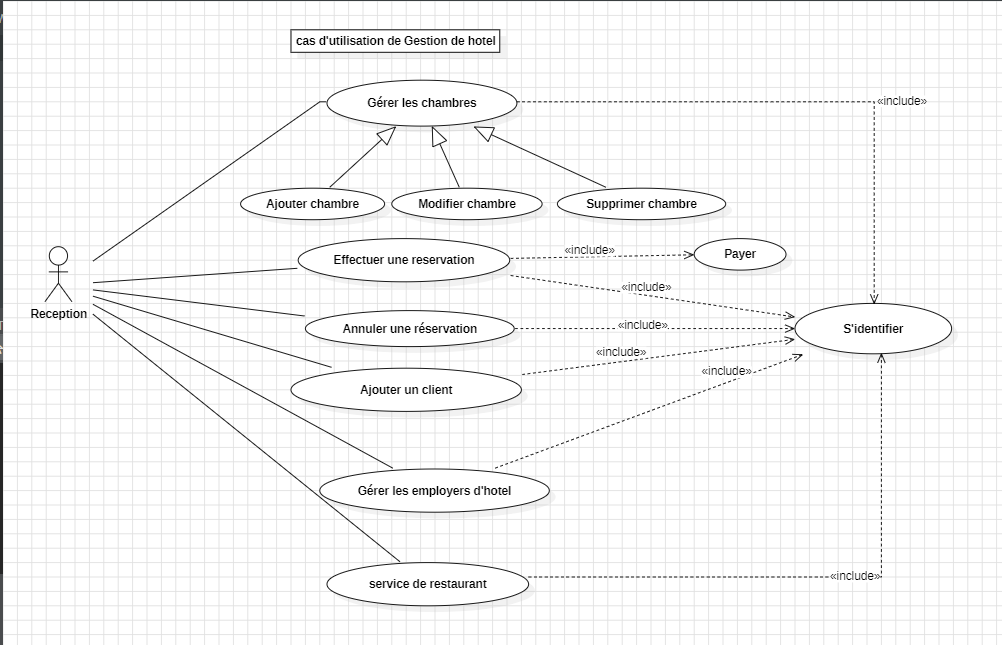 cas d'utilisation de Gestion de hotel
Gérer les chambres
«include»
Ajouter chambre
Modifier chambre
Supprimer chambre
Effectuer une reservation
«include»
Payer
«include»
Reception
Annuler une réservation
«include»
S'identifier
«include»
Ajouter un client
«include»
Gérer les employers d'hotel
service de restaurant
«include»